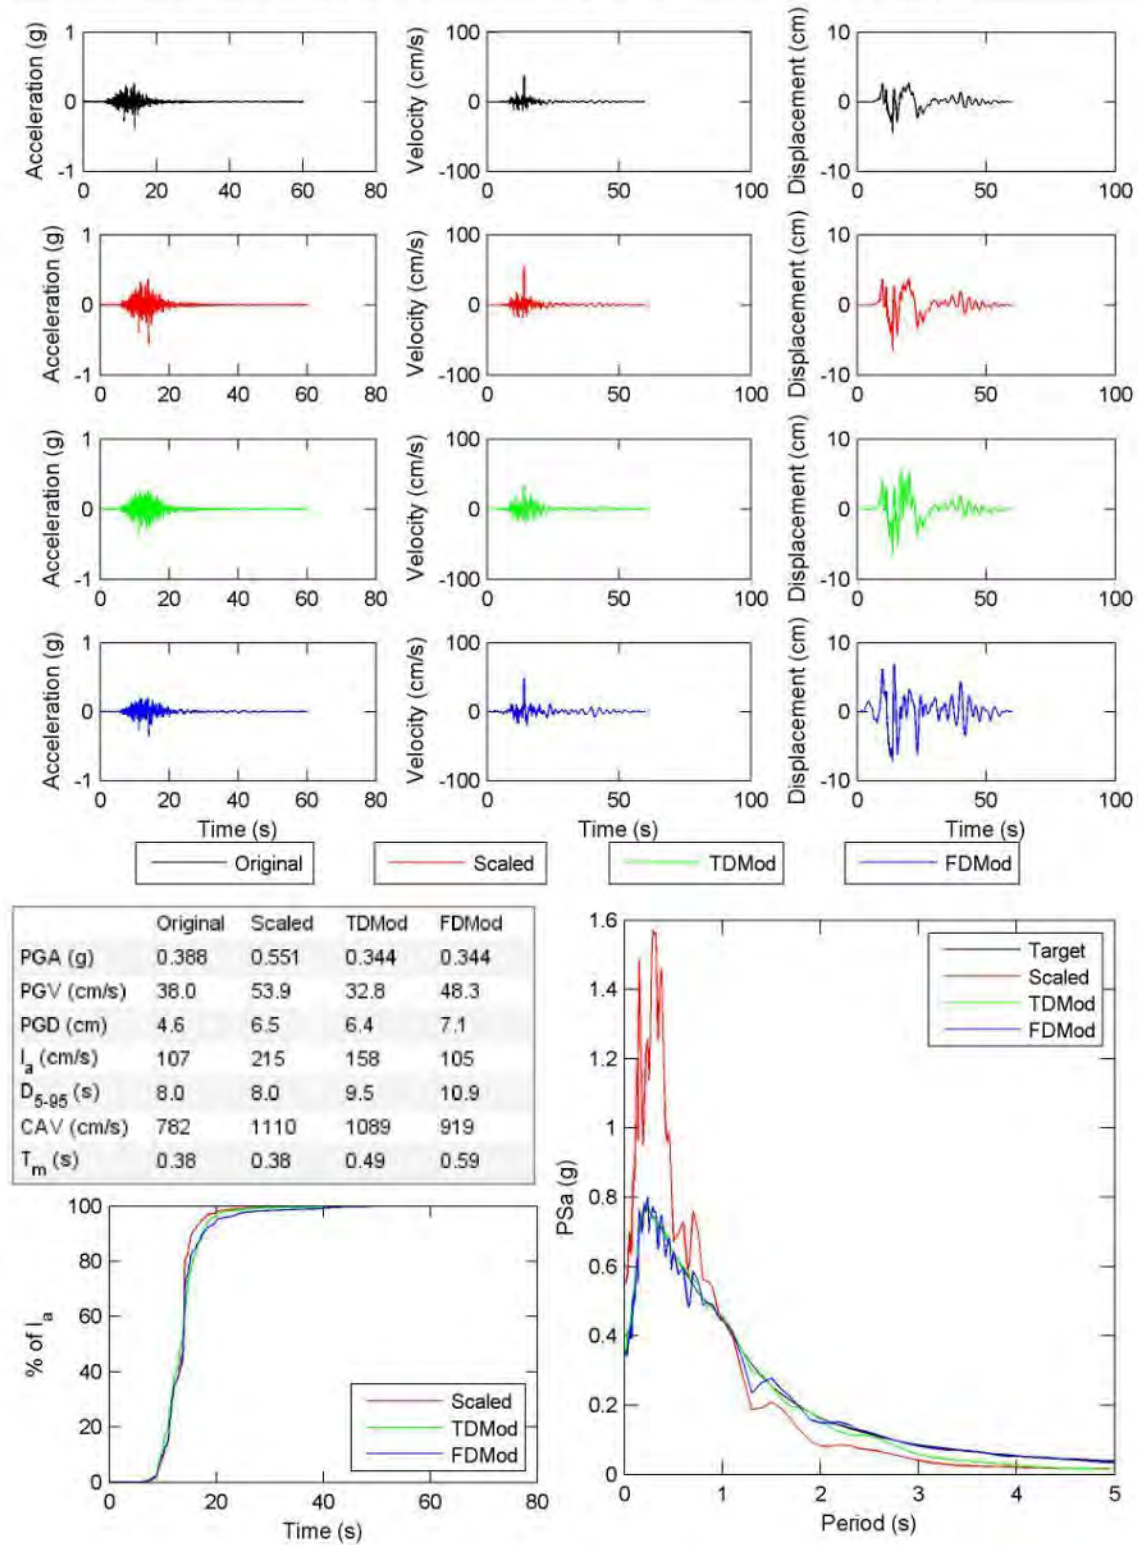 Acceleration (g)
1
0
-1
0 20 40 60 80
Velocity (cm/s)
100
0
-100
0 50 100
Displacement (cm)
10
0
-10
0 50 100
Acceleration (g)
1
0
-1
0 20 40 60 80
Velocity (cm/s)
100
0
-100
0 50 100
Displacement (cm)
10
0
-10
0 50 100
Acceleration (g)
1
0
-1
0 20 40 60 80
Velocity (cm/s)
100
0
-100
0 50 100
Displacement (cm)
10
0
-10
0 50 100
Acceleration (g)
1
0
-1
0 20 40 60 80
Time (s)
Velocity (cm/s)
100
0
-100
0 50 100
Displacement (cm)
10
0
-10
0 50 100
Time (s)
Original
Scaled
TDMod
FDMod
Original Scaled TDMod FDMod
PGA (g) 0.388 0.551 0.344 0.344
PGV (cm/s) 38.0 53.9 32.8 48.3
PGD (cm) 4.6 6.5 6.4 7.1
Ia (cm/s) 107 215 158 105
D5-95 (s) 8.0 8.0 9.5 10.9
CAV (cm/s) 782 1110 1089 919
Tm (s) 0.38 0.38 0.49 0.59
% of Ia
100
80
60
40
20
0
0 20 40 60 80
Time (s)
Scaled
TDMod
FDMod
PSa (g)
1.6
1.4
1.2
1
0.8
0.6
0.4
0.2
0
0 1 2 3 4 5
Period (s)
Target
Scaled
TDMod
FDMod